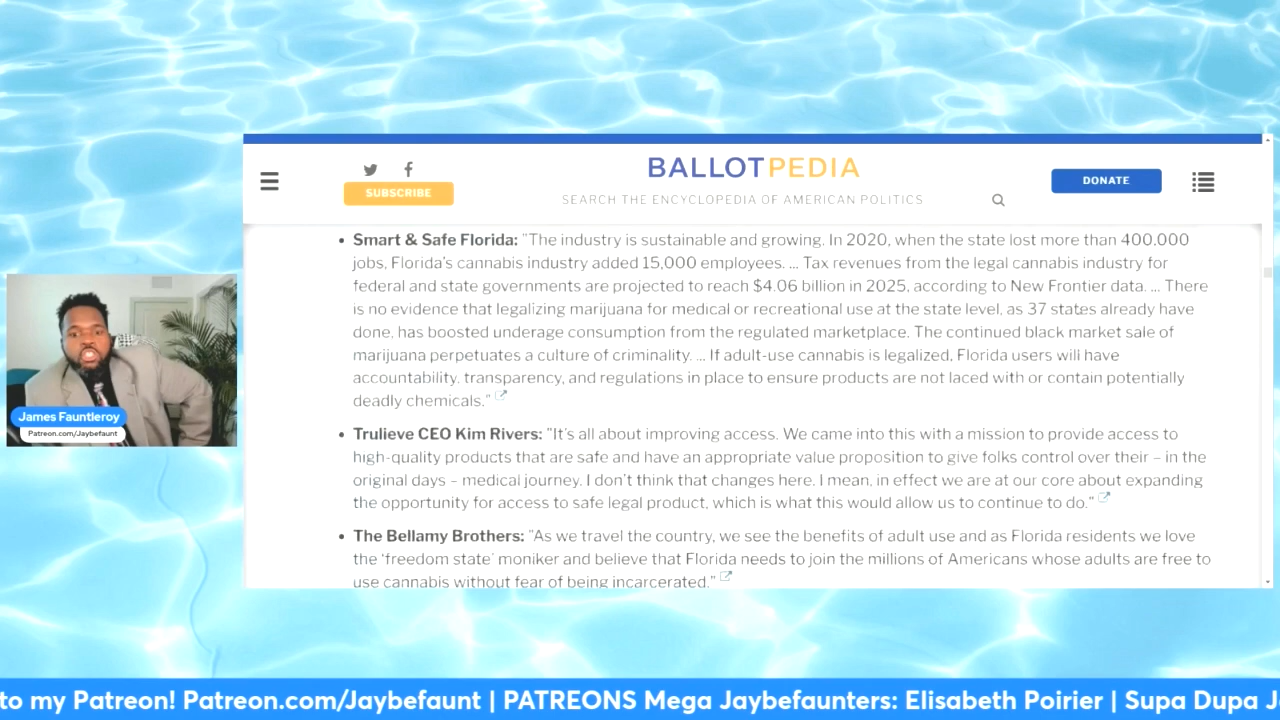 BALLOTPEDIA
SUBSCRIBE
SEARCH THE ENCYCLOPEDIA OF AMERICAN POLITICS
DONATE
• Smart & Safe Florida: "The industry is sustainable and growing. In 2020, when the state lost more than 400,000
jobs, Florida's cannabis industry added 15,000 employees. ... Tax revenues from the legal cannabis industry for
federal and state governments are projected to reach $4.06 billion in 2025, according to New Frontier data. ... There
is no evidence that legalizing marijuana for medical or recreational use at the state level, as 37 states already have
done, has boosted underage consumption from the regulated marketplace. The continued black market sale of
marijuana perpetuates a culture of criminality. ... If adult-use cannabis is legalized, Florida users will have
accountability, transparency, and regulations in place to ensure products are not laced with or contain potentially
deadly chemicals."
• Trulieve CEO Kim Rivers: "It's all about improving access. We came into this with a mission to provide access to
high-quality products that are safe and have an appropriate value proposition to give folks control over their – in the
original days – medical journey. I don't think that changes here. I mean, in effect we are at our core about expanding
the opportunity for access to safe legal product, which is what this would allow us to continue to do."
• The Bellamy Brothers: "As we travel the country, we see the benefits of adult use and as Florida residents we love
the 'freedom state' moniker and believe that Florida needs to join the millions of Americans whose adults are free to
use cannabis without fear of being incarcerated."
James Fauntleroy
Patreon.com/Jaybefaunt
to my Patreon! Patreon.com/Jaybefaunt | PATREONS Mega Jaybefaunters: Elisabeth Poirier | Supa Dupa J